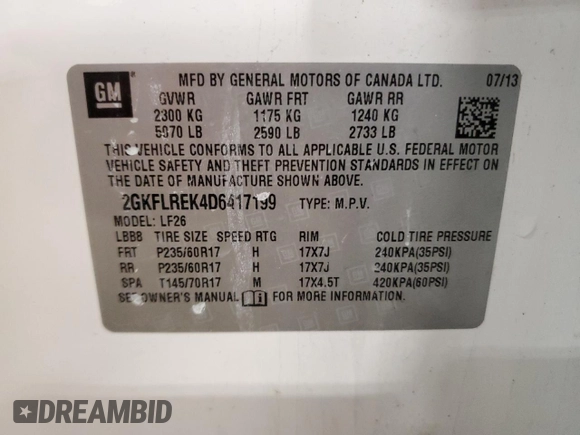 GM
MFD BY GENERAL MOTORS OF CANADA LTD. 07/13
GVWR GAWR FRT GAWR RR
2300 KG 1175 KG 1240 KG
5070 LB 2590 LB 2733 LB
THIS VEHICLE CONFORMS TO ALL APPLICABLE U.S. FEDERAL MOTOR
VEHICLE SAFETY AND THEFT PREVENTION STANDARDS IN EFFECT ON
THE DATE OF MANUFACTURE SHOWN ABOVE.
2GKFLREK4D6417199 TYPE: M.P.V.
MODEL: LF26
LBB8 TIRE SIZE SPEED RTG RIM COLD TIRE PRESSURE
FRT P235/60R17 H 17X7J 240KPA(35PSI)
RR P235/60R17 H 17X7J 240KPA(35PSI)
SPA T145/70R17 M 17X4.5T 420KPA(60PSI)
SEE OWNER'S MANUAL FOR MORE INFORMATION.
DREAMBID